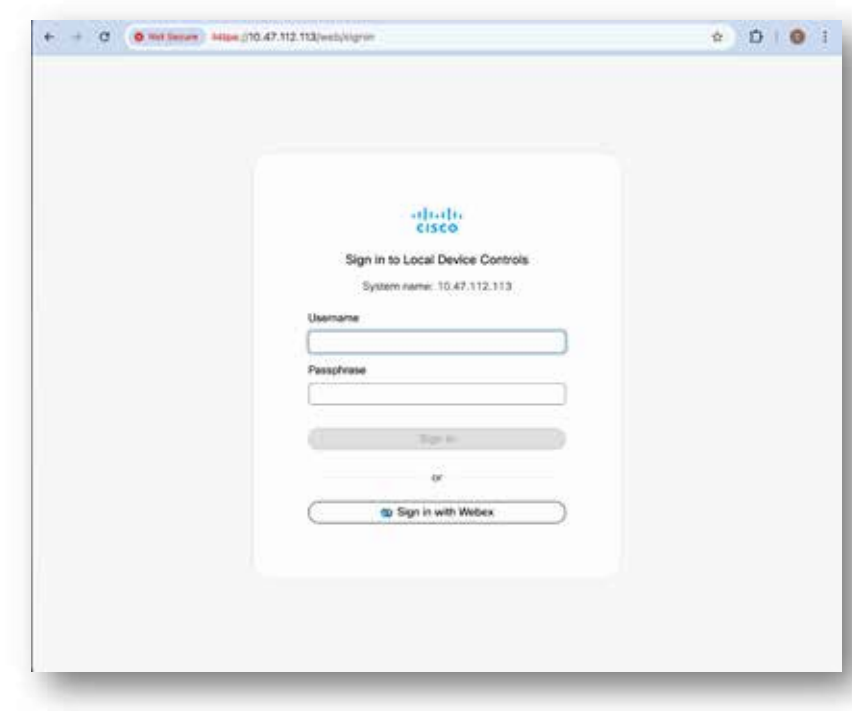 Not Secure https://10.47.112.113/web/signin
CISCO
Sign in to Local Device Controls
System name: 10.47.112.113
Username
Passphrase
Sign in
or
Sign in with Webex